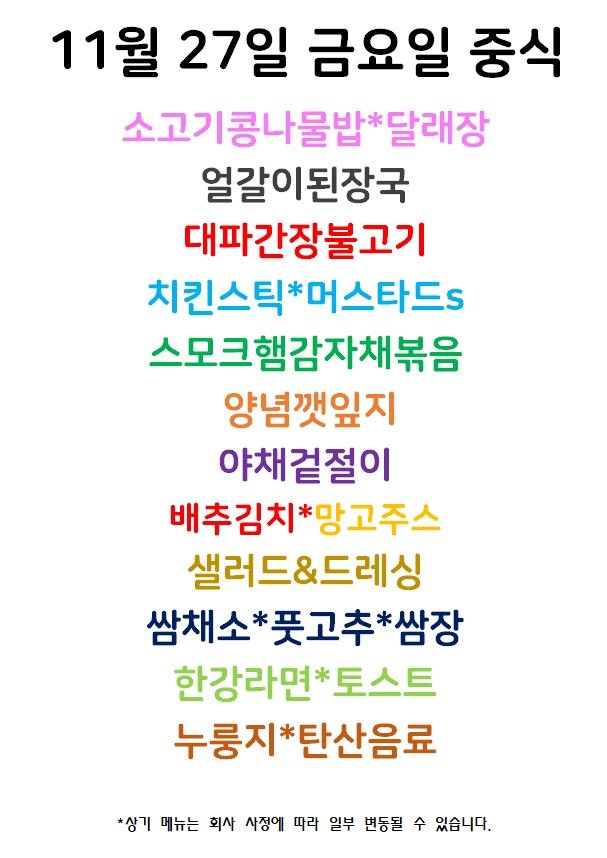 11월 27일 금요일 중식
소고기콩나물밥*달래장
얼갈이된장국
대파간장불고기
치킨스틱*머스타드s
스모크햄감자채볶음
양념깻잎지
야채겉절이
배추김치*망고주스
샐러드&드레싱
쌈채소*풋고추*쌈장
한강라면*토스트
누룽지*탄산음료
*상기 메뉴는 회사 사정에 따라 일부 변동될 수 있습니다.